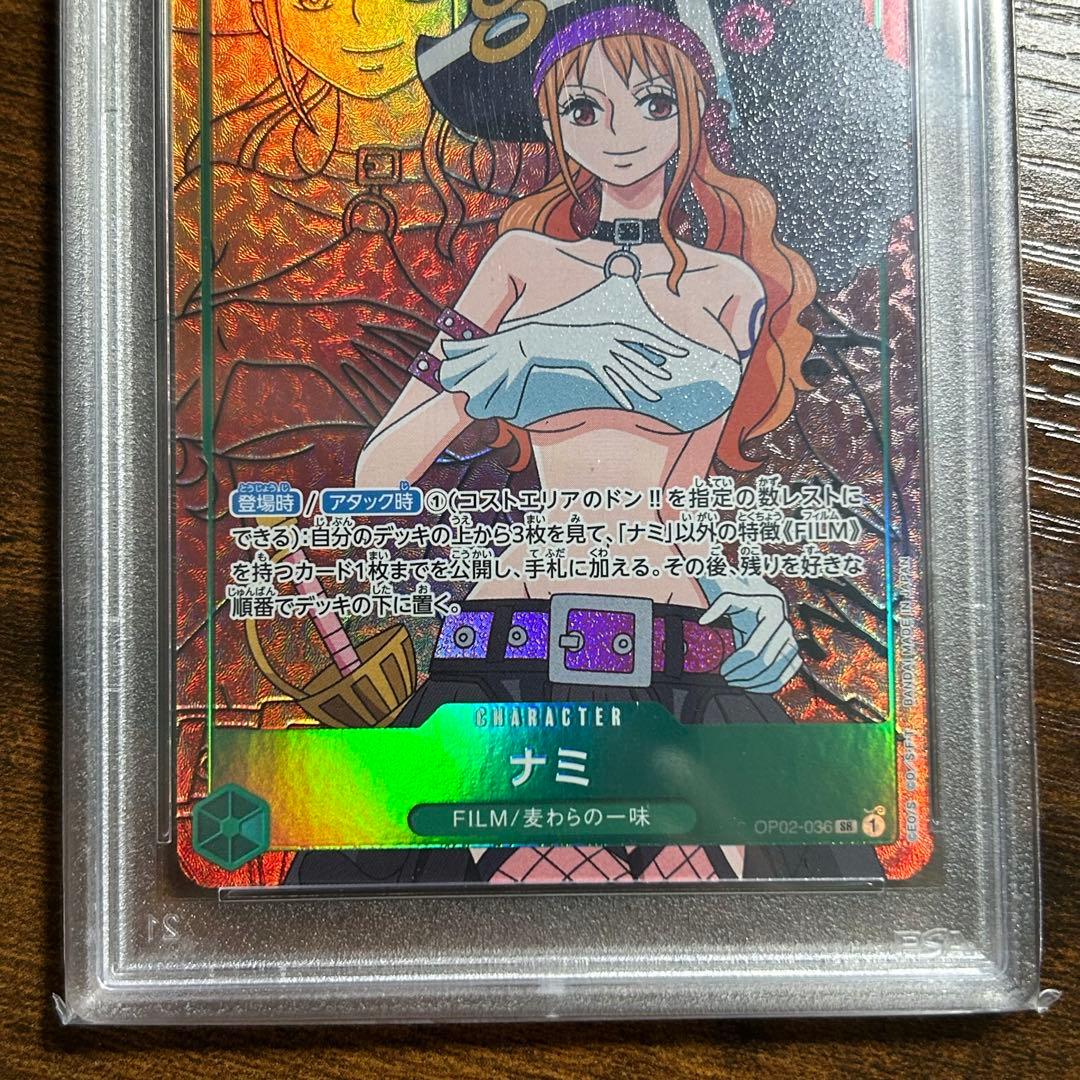 登場時 / アタック時 ①(コストエリアのドン!!を指定の数レストに
できる):自分のデッキの上から3枚を見て、「ナミ」以外の特徴《FILM》
を持つカード1枚までを公開し、手札に加える。その後、残りを好きな
順番でデッキの下に置く。
CHARACTER
ナミ
FILM/麦わらの一味
OP02-036 SR 1
BANDAI MADE IN JAPAN